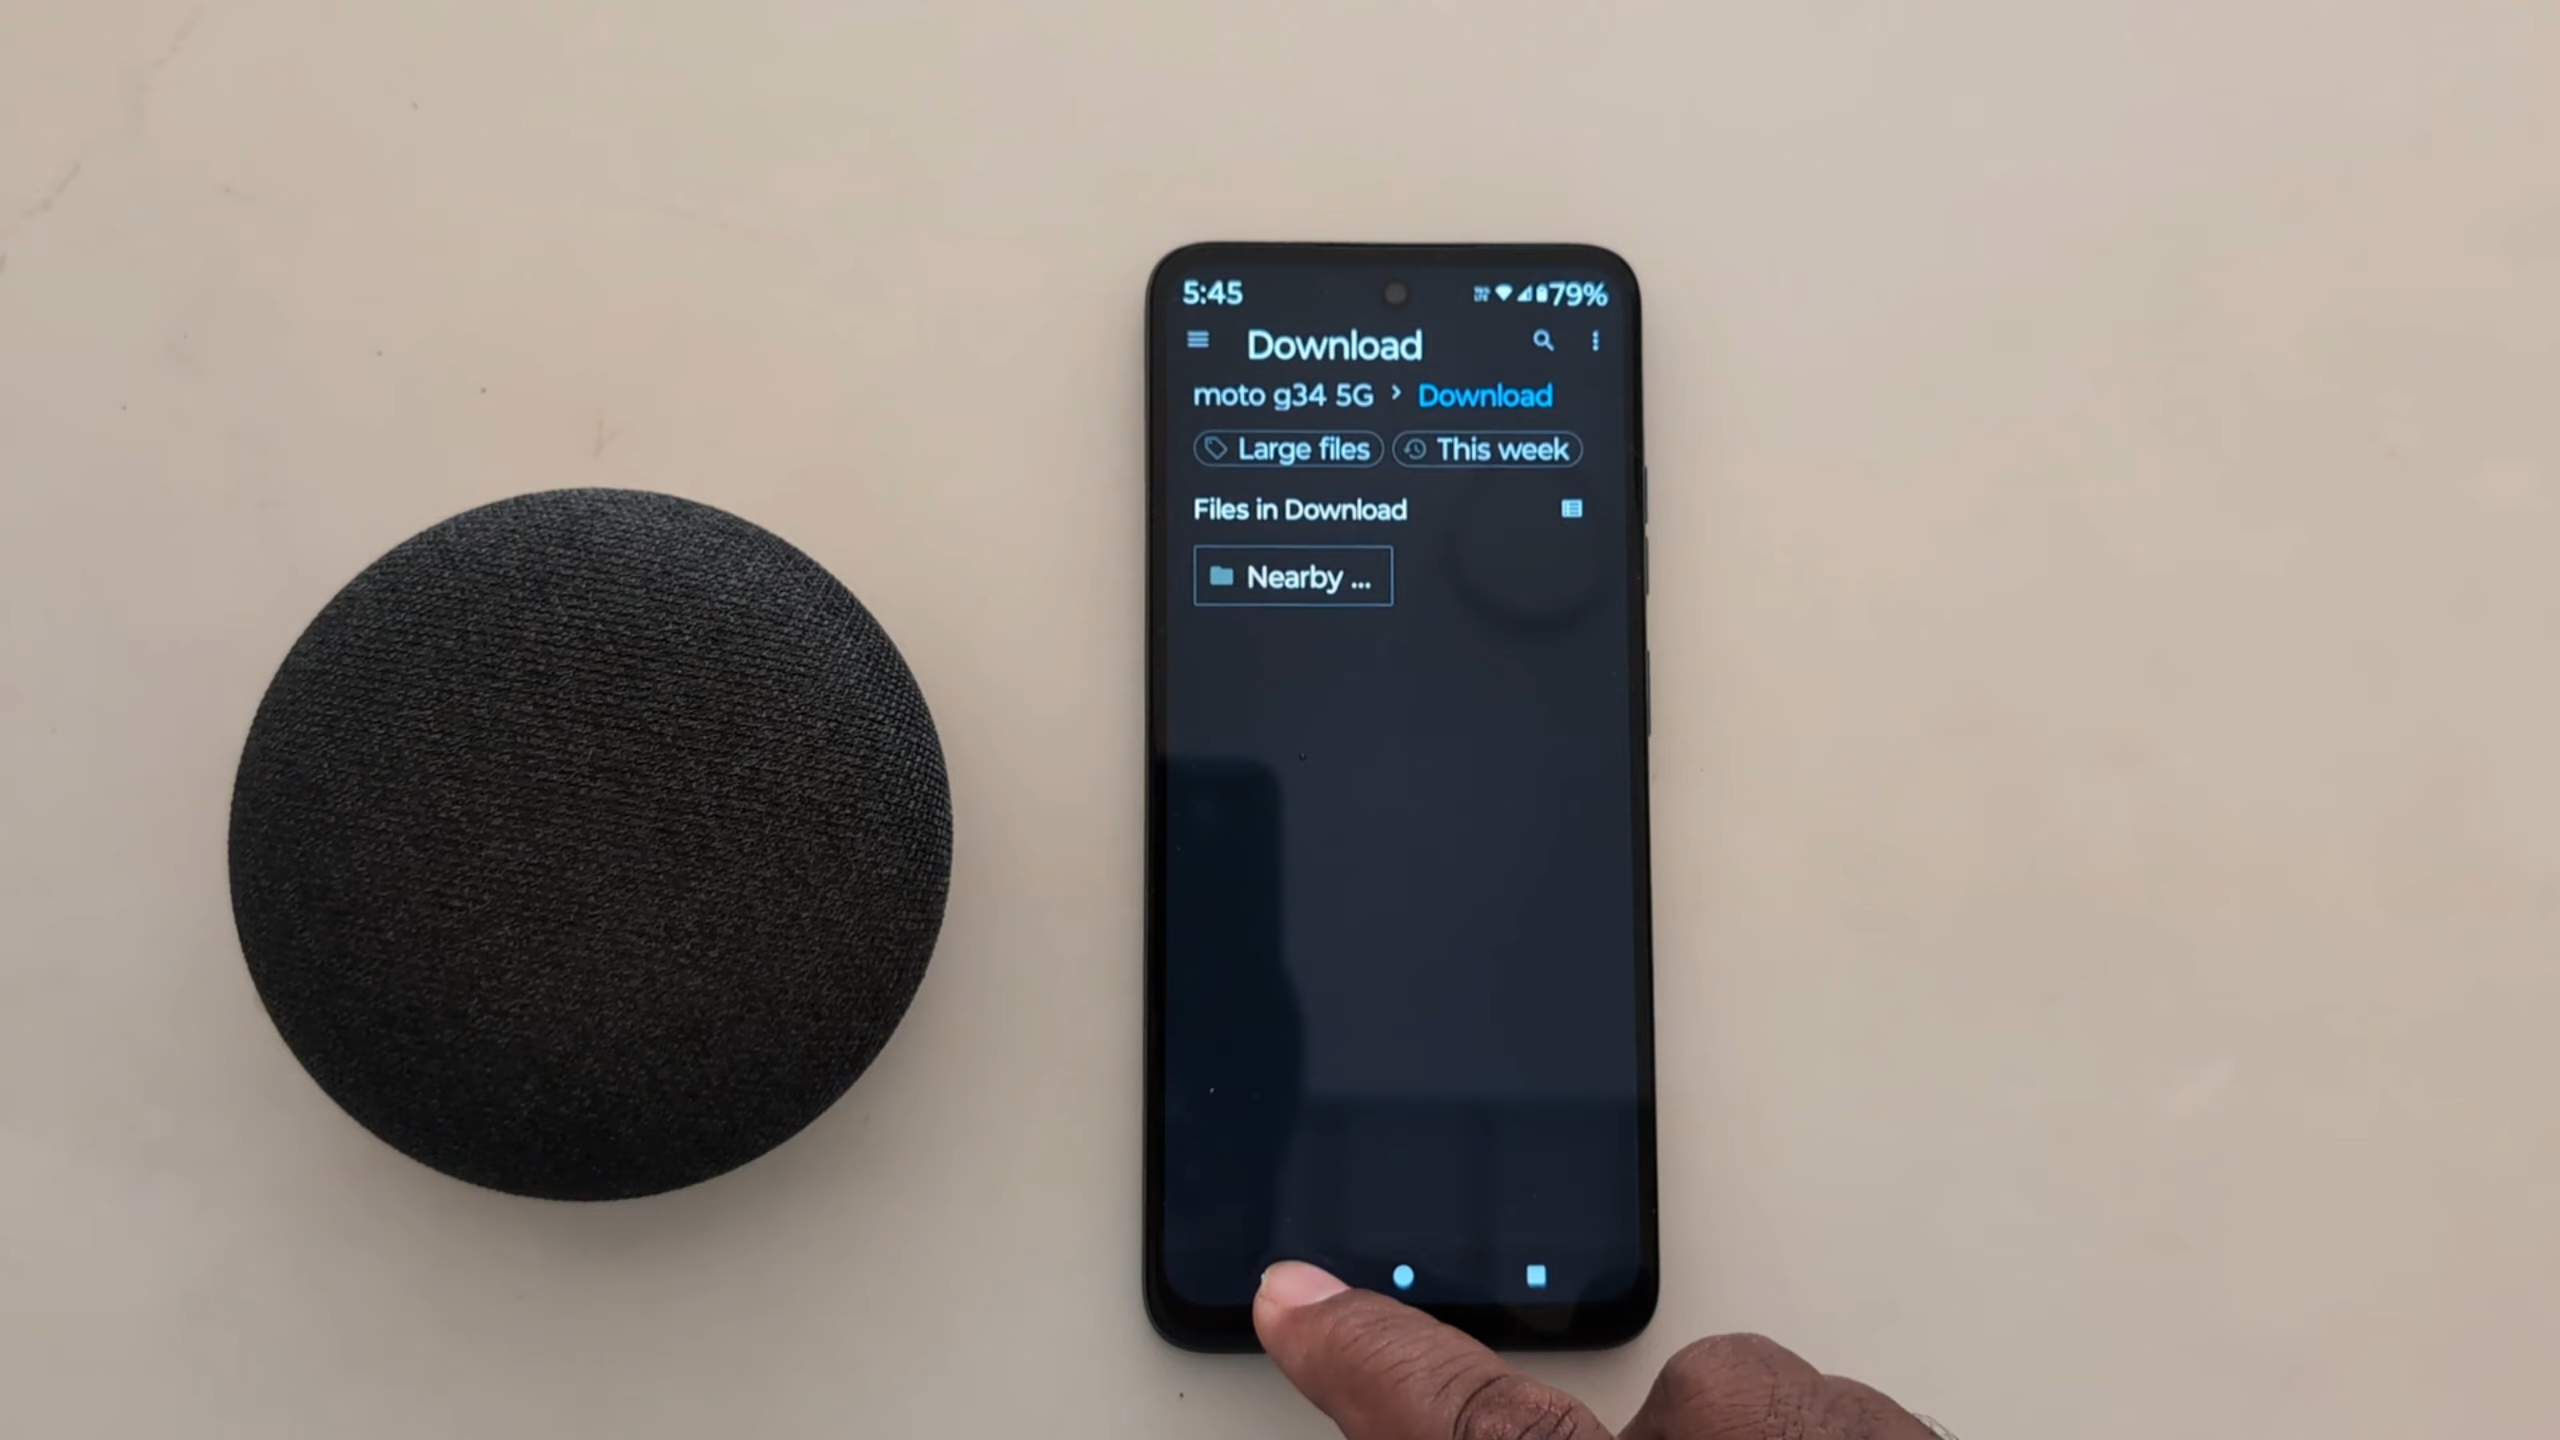 5:45 79%
Download
moto g34 5G > Download
Large files This week
Files in Download
Nearby ...